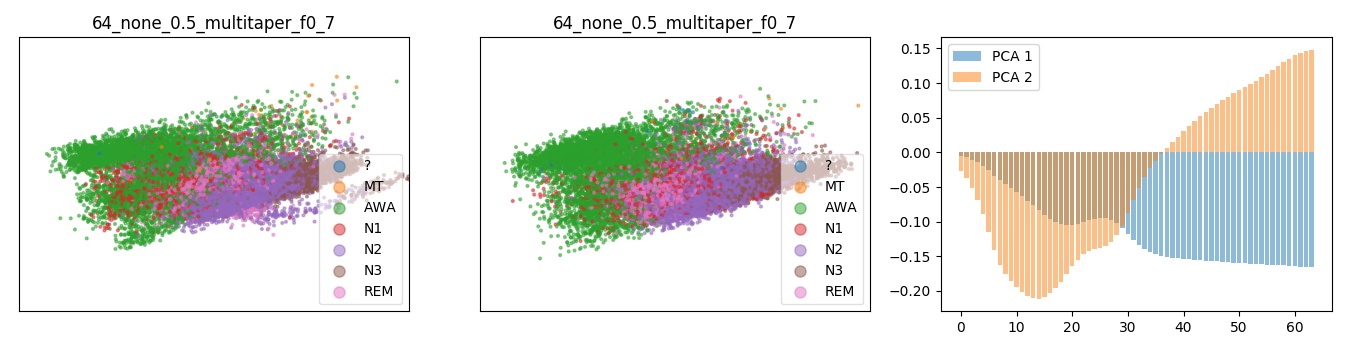 64_none_0.5_multitaper_f0_7
?
MT
AWA
N1
N2
N3
REM
64_none_0.5_multitaper_f0_7
?
MT
AWA
N1
N2
N3
REM
PCA 1
PCA 2
0.15
0.10
0.05
0.00
−0.05
−0.10
−0.15
−0.20
0 10 20 30 40 50 60